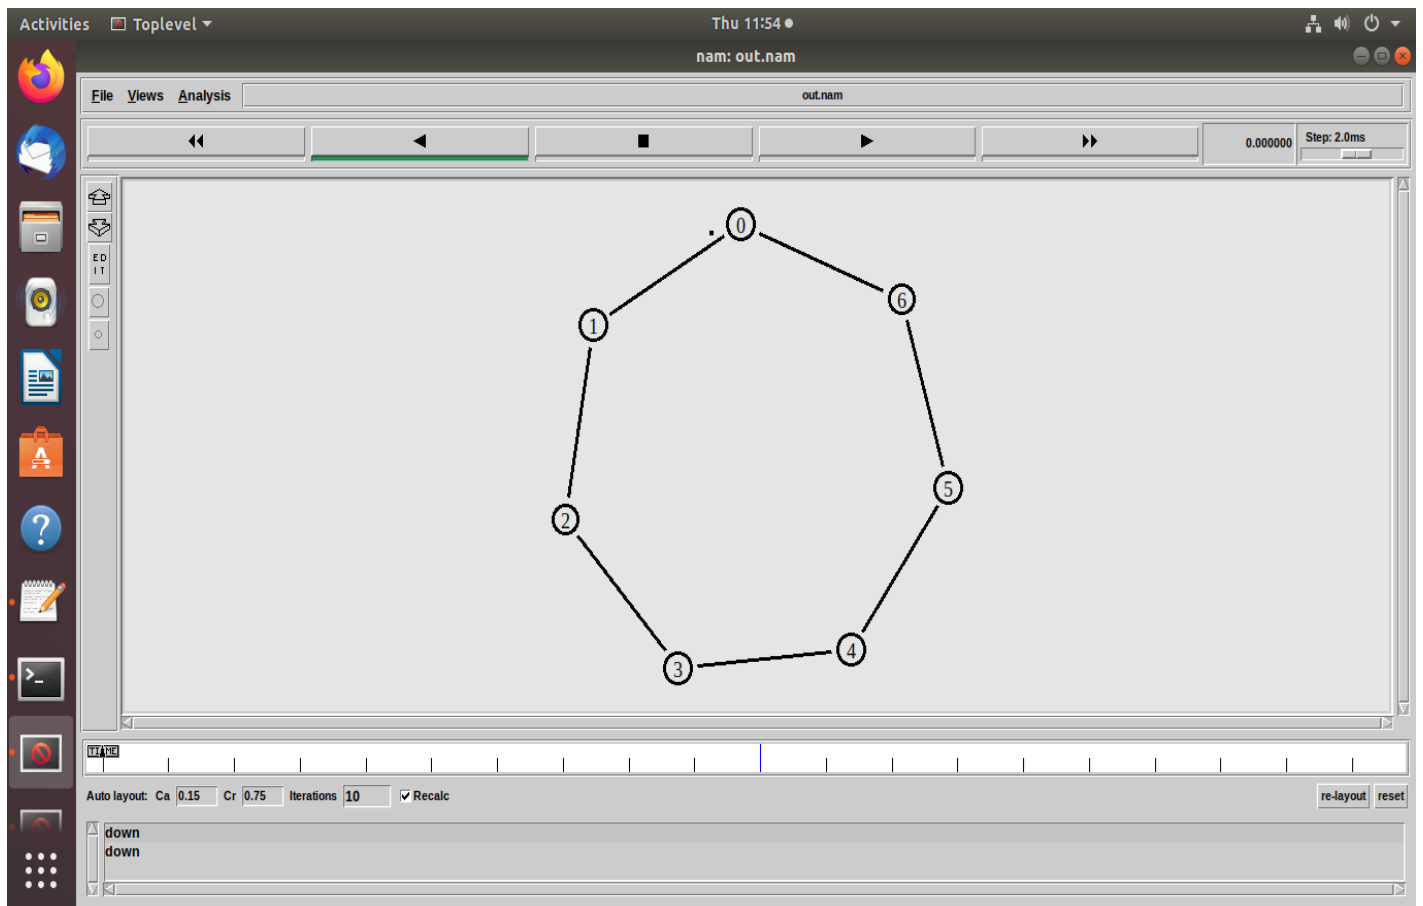 Activities Toplevel Thu 11:54
nam: out.nam
File Views Analysis out.nam
0.000000 Step: 2.0ms
ED
IT
0
6
1
5
2
4
3
TIME
Auto layout: Ca 0.15 Cr 0.75 Iterations 10 Recalc re-layout reset
down
down